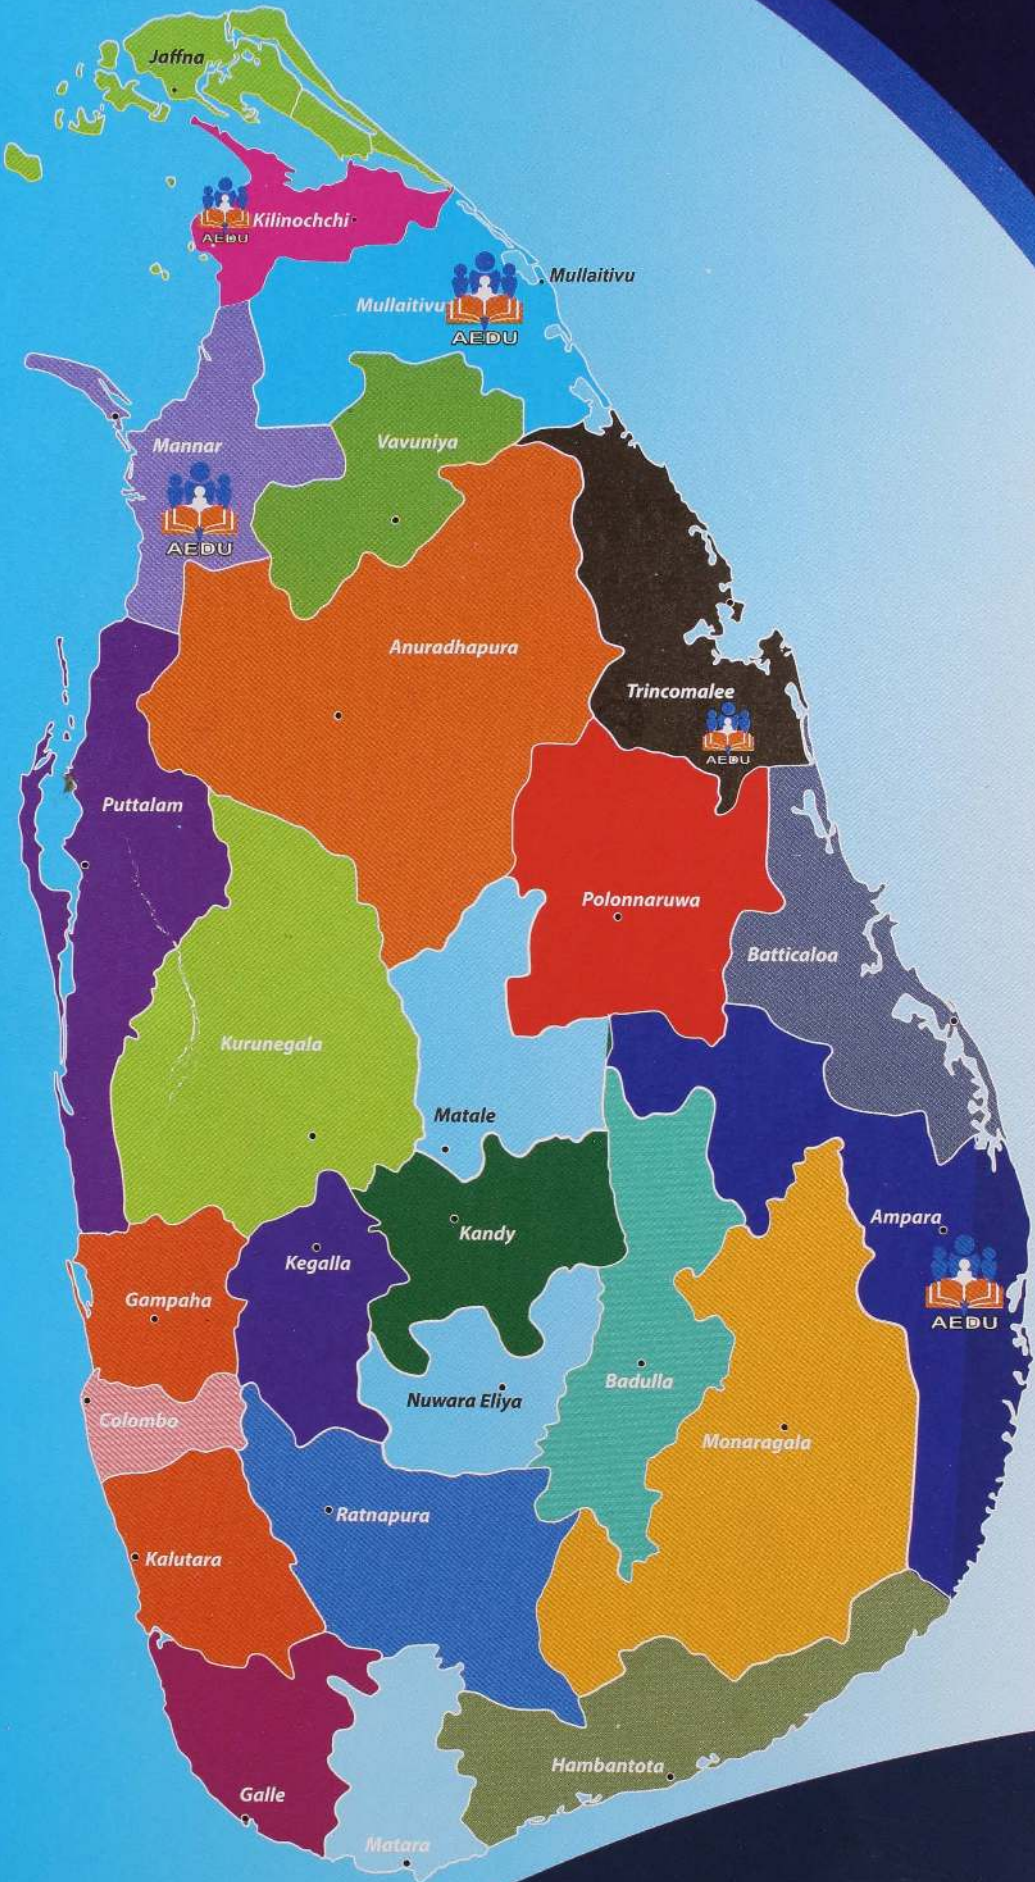 Jaffna
Kilinochchi
AEDU
Mullaitivu
Mullaitivu
AEDU
Mannar
AEDU
Vavuniya
Anuradhapura
Trincomalee
AEDU
Puttalam
Polonnaruwa
Batticaloa
Kurunegala
Matale
Ampara
AEDU
Kandy
Kegalla
Gampaha
Badulla
Nuwara Eliya
Colombo
Monaragala
Ratnapura
Kalutara
Hambantota
Galle
Matara